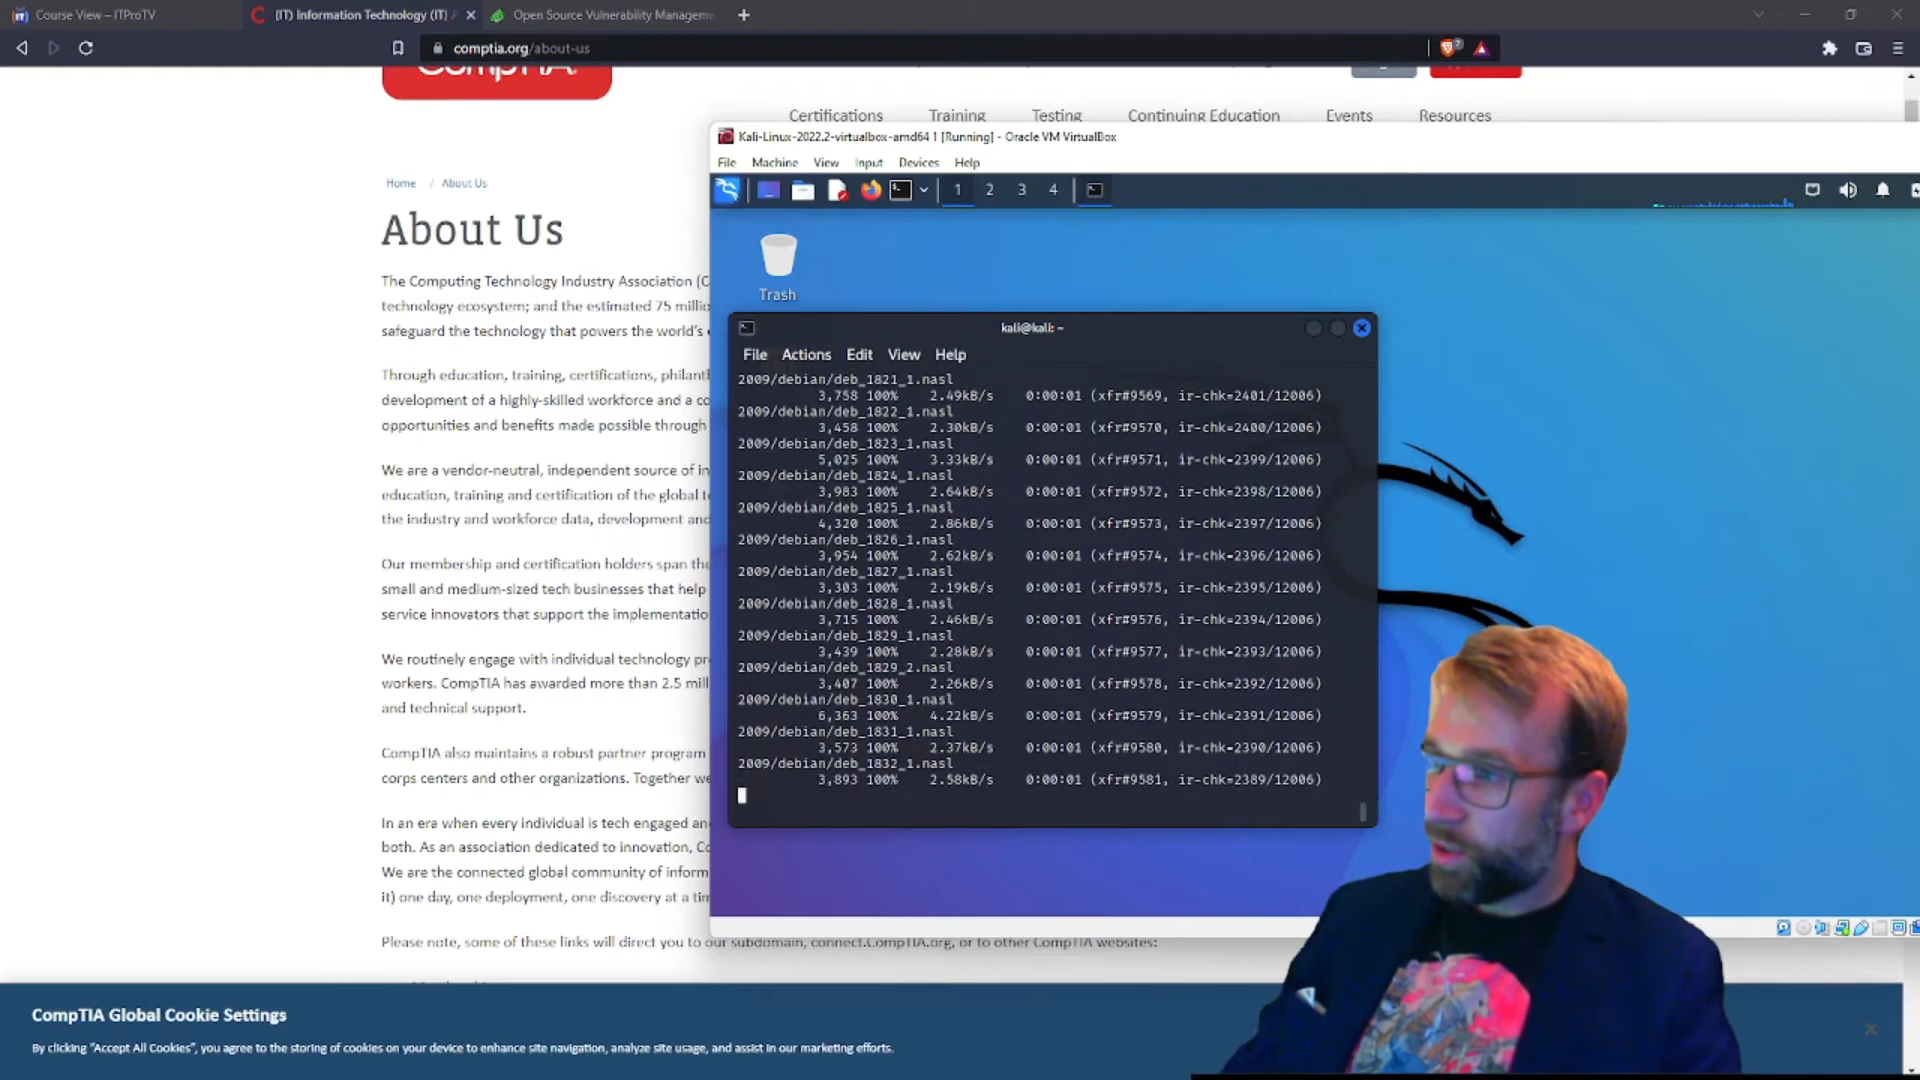 Course View – ITProTV
(IT) Information Technology (IT) A
Open Source Vulnerability Manageme
comptia.org/about-us
CompTIA.
Certifications Training Testing Continuing Education Events Resources
Home / About Us
About Us
The Computing Technology Industry Association (C
technology ecosystem; and the estimated 75 millio
safeguard the technology that powers the world's e
Through education, training, certifications, philanth
development of a highly-skilled workforce and a co
opportunities and benefits made possible through
We are a vendor-neutral, independent source of in
education, training and certification of the global te
the industry and workforce data, development and
Our membership and certification holders span the
small and medium-sized tech businesses that help
service innovators that support the implementatio
We routinely engage with individual technology pr
workers. CompTIA has awarded more than 2.5 mill
and technical support.
CompTIA also maintains a robust partner program
corps centers and other organizations. Together we
In an era when every individual is tech engaged an
both. As an association dedicated to innovation, Co
We are the connected global community of inform
it) one day, one deployment, one discovery at a tim
Please note, some of these links will direct you to our subdomain, connect.CompTIA.org, or to other CompTIA websites:
Kali-Linux-2022.2-virtualbox-amd64 1 [Running] - Oracle VM VirtualBox
File Machine View Input Devices Help
1 2 3 4
Trash
kali@kali: ~
File Actions Edit View Help
2009/debian/deb_1821_1.nasl
3,758 100% 2.49kB/s 0:00:01 (xfr#9569, ir-chk=2401/12006)
2009/debian/deb_1822_1.nasl
3,458 100% 2.30kB/s 0:00:01 (xfr#9570, ir-chk=2400/12006)
2009/debian/deb_1823_1.nasl
5,025 100% 3.33kB/s 0:00:01 (xfr#9571, ir-chk=2399/12006)
2009/debian/deb_1824_1.nasl
3,983 100% 2.64kB/s 0:00:01 (xfr#9572, ir-chk=2398/12006)
2009/debian/deb_1825_1.nasl
4,320 100% 2.86kB/s 0:00:01 (xfr#9573, ir-chk=2397/12006)
2009/debian/deb_1826_1.nasl
3,954 100% 2.62kB/s 0:00:01 (xfr#9574, ir-chk=2396/12006)
2009/debian/deb_1827_1.nasl
3,303 100% 2.19kB/s 0:00:01 (xfr#9575, ir-chk=2395/12006)
2009/debian/deb_1828_1.nasl
3,715 100% 2.46kB/s 0:00:01 (xfr#9576, ir-chk=2394/12006)
2009/debian/deb_1829_1.nasl
3,439 100% 2.28kB/s 0:00:01 (xfr#9577, ir-chk=2393/12006)
2009/debian/deb_1829_2.nasl
3,407 100% 2.26kB/s 0:00:01 (xfr#9578, ir-chk=2392/12006)
2009/debian/deb_1830_1.nasl
6,363 100% 4.22kB/s 0:00:01 (xfr#9579, ir-chk=2391/12006)
2009/debian/deb_1831_1.nasl
3,573 100% 2.37kB/s 0:00:01 (xfr#9580, ir-chk=2390/12006)
2009/debian/deb_1832_1.nasl
3,893 100% 2.58kB/s 0:00:01 (xfr#9581, ir-chk=2389/12006)
CompTIA Global Cookie Settings
By clicking "Accept All Cookies", you agree to the storing of cookies on your device to enhance site navigation, analyze site usage, and assist in our marketing efforts.